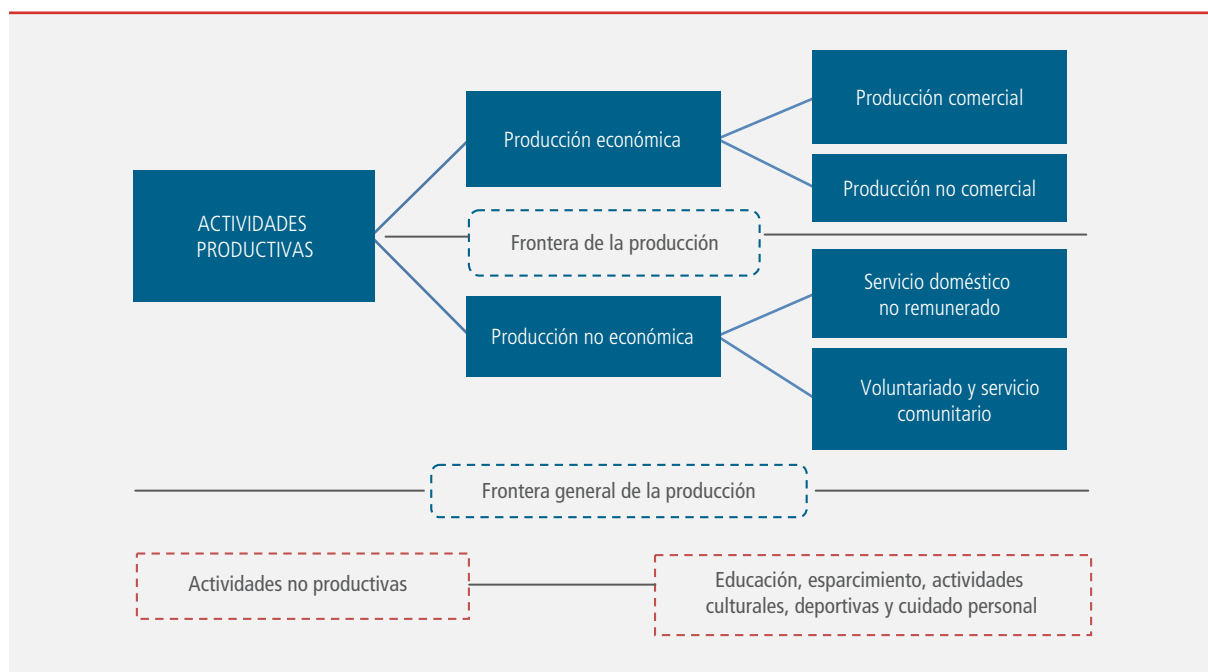 Producción comercial
Producción económica
Producción no comercial
ACTIVIDADES
PRODUCTIVAS
Frontera de la producción
Servicio doméstico
no remunerado
Producción no económica
Voluntariado y servicio
comunitario
Frontera general de la producción
Actividades no productivas
Educación, esparcimiento, actividades
culturales, deportivas y cuidado personal